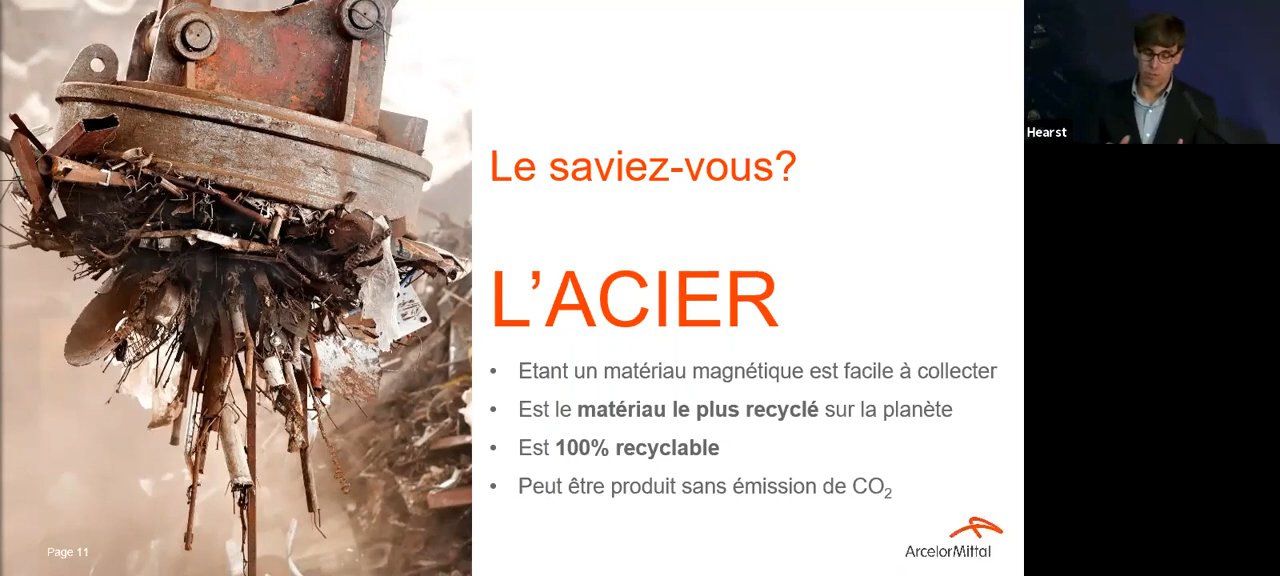 Le saviez-vous?
L’ACIER
• Etant un matériau magnétique est facile à collecter
• Est le matériau le plus recyclé sur la planète
• Est 100% recyclable
• Peut être produit sans émission de CO₂
Page 11
ArcelorMittal
Hearst